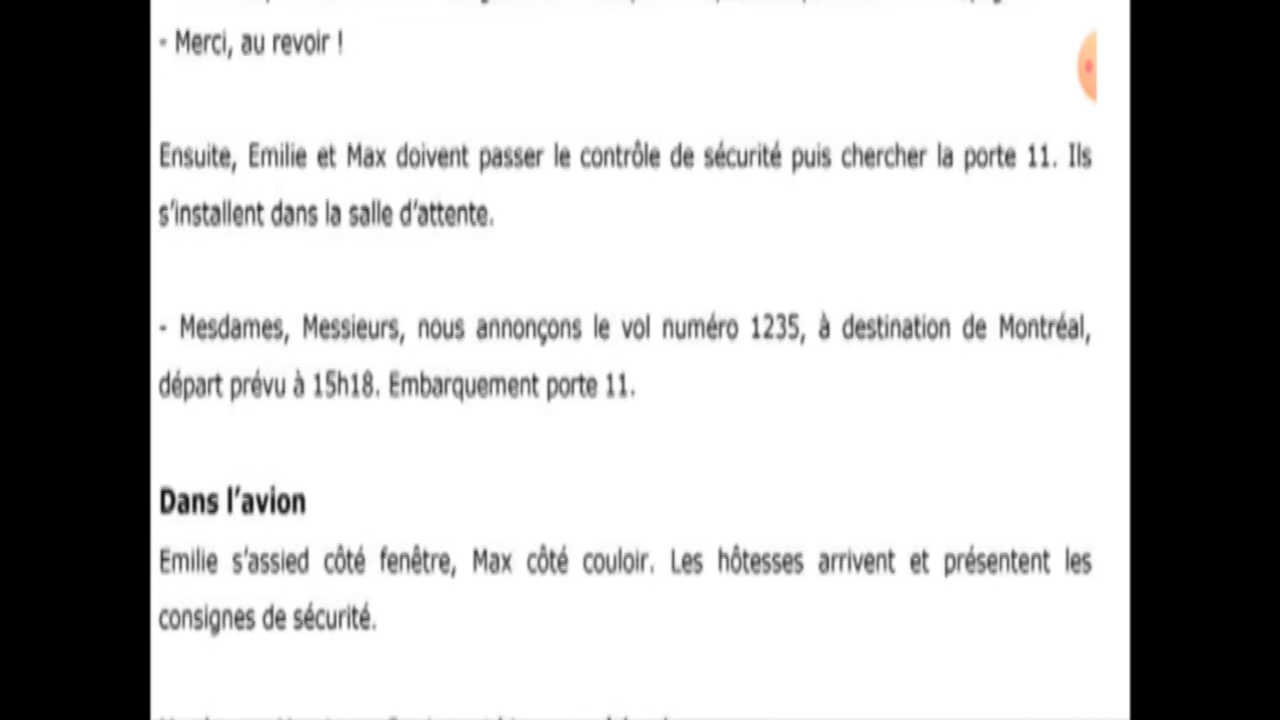 - Merci, au revoir !
Ensuite, Emilie et Max doivent passer le contrôle de sécurité puis chercher la porte 11. Ils
s'installent dans la salle d'attente.
- Mesdames, Messieurs, nous annonçons le vol numéro 1235, à destination de Montréal,
départ prévu à 15h18. Embarquement porte 11.
Dans l'avion
Emilie s'assied côté fenêtre, Max côté couloir. Les hôtesses arrivent et présentent les
consignes de sécurité.